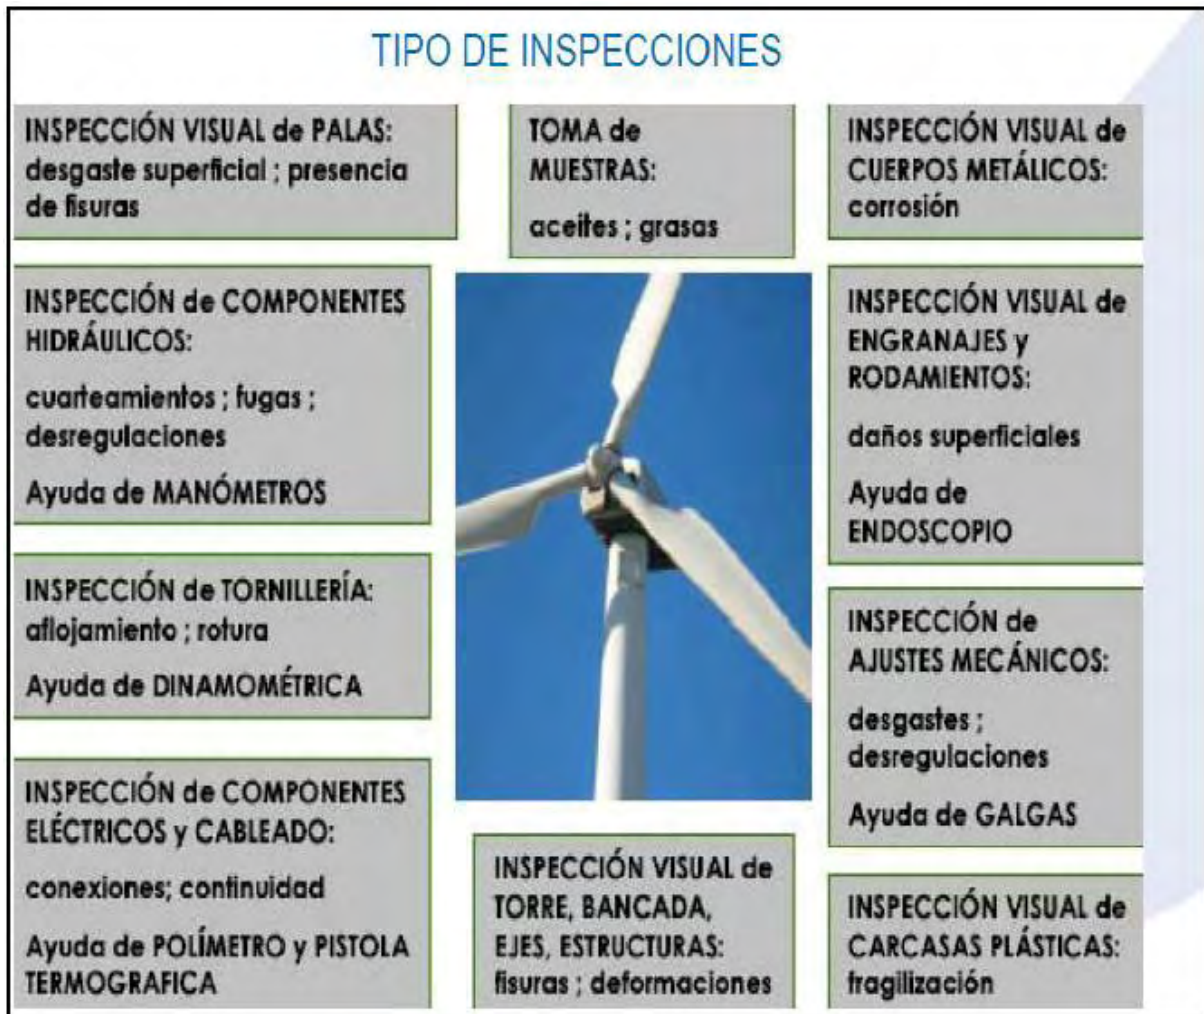 TIPO DE INSPECCIONES
INSPECCIÓN VISUAL de PALAS:
desgaste superficial ; presencia
de fisuras
TOMA de
MUESTRAS:
aceites ; grasas
INSPECCIÓN VISUAL de
CUERPOS METÁLICOS:
corrosión
INSPECCIÓN de COMPONENTES
HIDRÁULICOS:
cuarteamientos ; fugas ;
desregulaciones
Ayuda de MANÓMETROS
INSPECCIÓN VISUAL de
ENGRANAJES y
RODAMIENTOS:
daños superficiales
Ayuda de
ENDOSCOPIO
INSPECCIÓN de TORNILLERÍA:
aflojamiento ; rotura
Ayuda de DINAMOMÉTRICA
INSPECCIÓN de
AJUSTES MECÁNICOS:
desgastes ;
desregulaciones
Ayuda de GALGAS
INSPECCIÓN de COMPONENTES
ELÉCTRICOS y CABLEADO:
conexiones; continuidad
Ayuda de POLÍMETRO y PISTOLA
TERMOGRAFICA
INSPECCIÓN VISUAL de
TORRE, BANCADA,
EJES, ESTRUCTURAS:
fisuras ; deformaciones
INSPECCIÓN VISUAL de
CARCASAS PLÁSTICAS:
fragilización